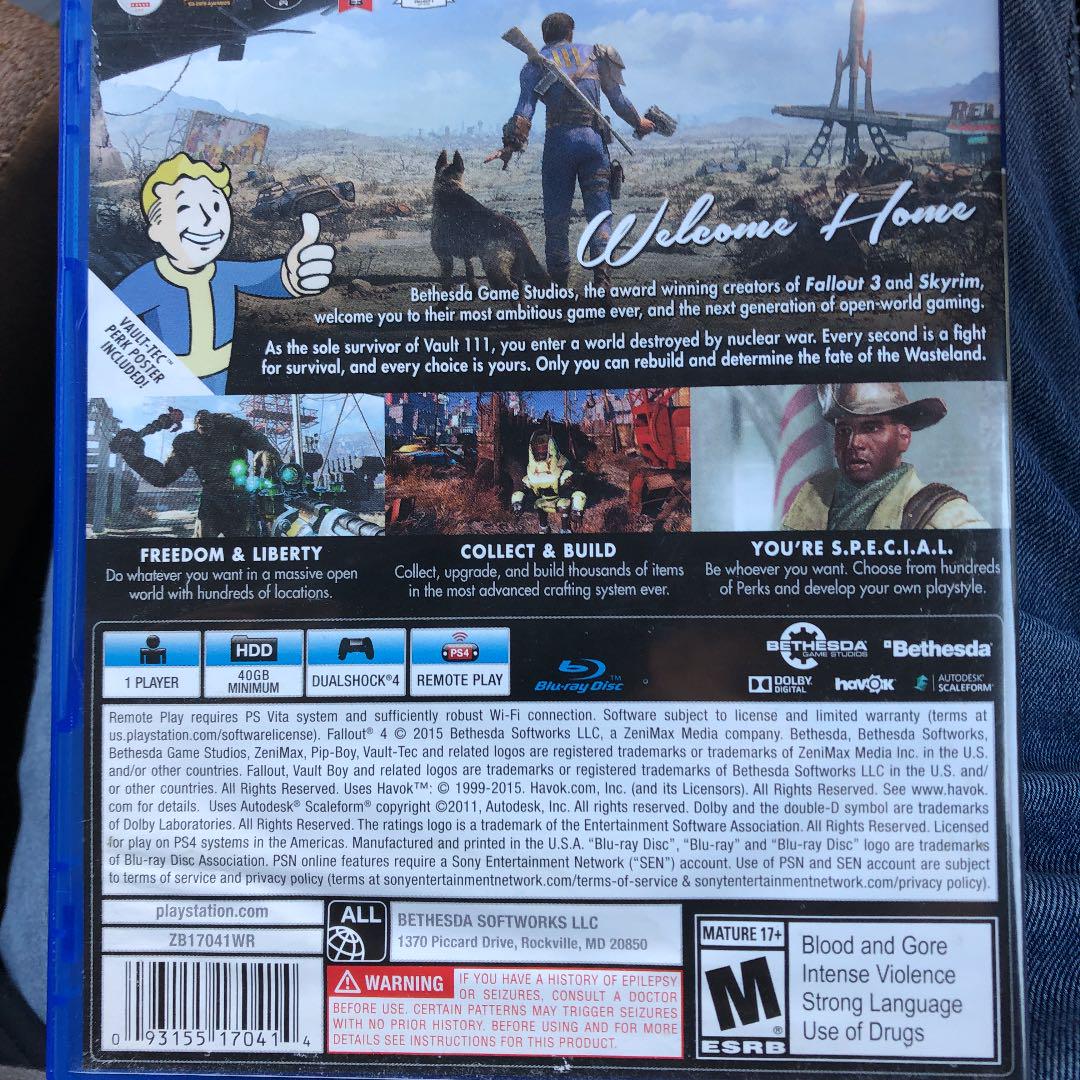 RED
Welcome Home
Bethesda Game Studios, the award winning creators of Fallout 3 and Skyrim,
welcome you to their most ambitious game ever, and the next generation of open-world gaming.
As the sole survivor of Vault 111, you enter a world destroyed by nuclear war. Every second is a fight
for survival, and every choice is yours. Only you can rebuild and determine the fate of the Wasteland.
VAULT-TEC™
PERK POSTER
INCLUDED!
FREEDOM & LIBERTY
Do whatever you want in a massive open
world with hundreds of locations.
COLLECT & BUILD
Collect, upgrade, and build thousands of items
in the most advanced crafting system ever.
YOU'RE S.P.E.C.I.A.L.
Be whoever you want. Choose from hundreds
of Perks and develop your own playstyle.
1 PLAYER
HDD
40GB
MINIMUM
DUALSHOCK®4
PS4
REMOTE PLAY
Blu-ray Disc™
BETHESDA
GAME STUDIOS
Bethesda
DOLBY
DIGITAL
havok
AUTODESK®
SCALEFORM®
Remote Play requires PS Vita system and sufficiently robust Wi-Fi connection. Software subject to license and limited warranty (terms at
us.playstation.com/softwarelicense). Fallout® 4 © 2015 Bethesda Softworks LLC, a ZeniMax Media company. Bethesda, Bethesda Softworks,
Bethesda Game Studios, ZeniMax, Pip-Boy, Vault-Tec and related logos are registered trademarks or trademarks of ZeniMax Media Inc. in the U.S.
and/or other countries. Fallout, Vault Boy and related logos are trademarks or registered trademarks of Bethesda Softworks LLC in the U.S. and/
or other countries. All Rights Reserved. Uses Havok™: © 1999-2015. Havok.com, Inc. (and its Licensors). All Rights Reserved. See www.havok.
com for details. Uses Autodesk® Scaleform® copyright ©2011, Autodesk, Inc. All rights reserved. Dolby and the double-D symbol are trademarks
of Dolby Laboratories. All Rights Reserved. The ratings logo is a trademark of the Entertainment Software Association. All Rights Reserved. Licensed
for play on PS4 systems in the Americas. Manufactured and printed in the U.S.A. "Blu-ray Disc", "Blu-ray" and "Blu-ray Disc" logo are trademarks
of Blu-ray Disc Association. PSN online features require a Sony Entertainment Network ("SEN") account. Use of PSN and SEN account are subject
to terms of service and privacy policy (terms at sonyentertainmentnetwork.com/terms-of-service & sonytentertainmentnetwork.com/privacy policy).
playstation.com
ZB17041WR
ALL
BETHESDA SOFTWORKS LLC
1370 Piccard Drive, Rockville, MD 20850
WARNING IF YOU HAVE A HISTORY OF EPILEPSY
OR SEIZURES, CONSULT A DOCTOR
BEFORE USE. CERTAIN PATTERNS MAY TRIGGER SEIZURES
WITH NO PRIOR HISTORY. BEFORE USING AND FOR MORE
DETAILS SEE INSTRUCTIONS FOR THIS PRODUCT.
0 93155 17041 4
MATURE 17+
M®
ESRB
Blood and Gore
Intense Violence
Strong Language
Use of Drugs